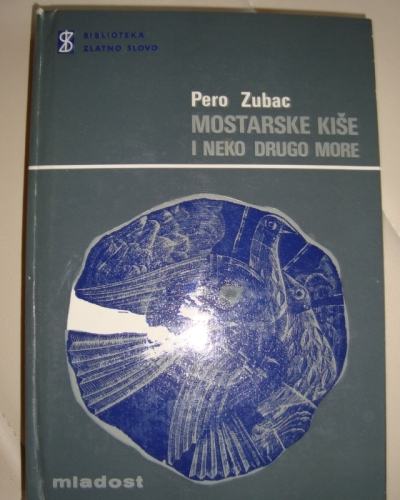 BIBLIOTEKA
ZLATNO SLOVO
Pero Zubac
MOSTARSKE KIŠE
I NEKO DRUGO MORE
mladost